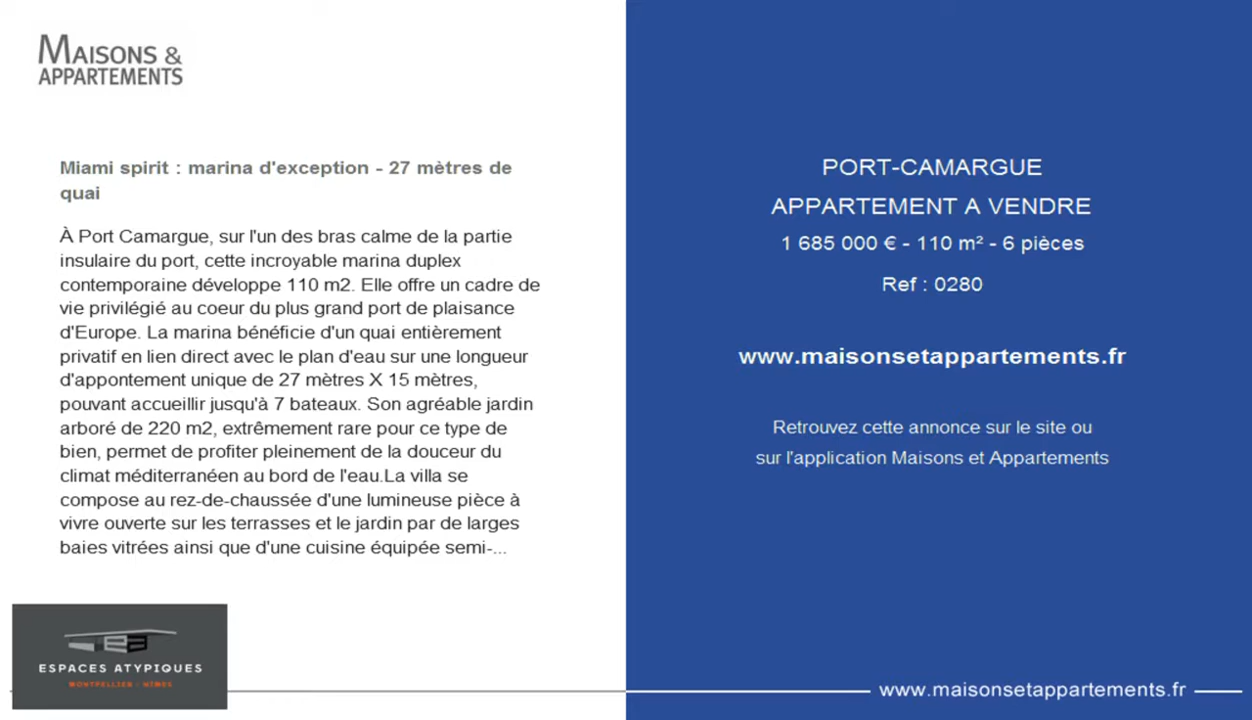 MAISONS &
APPARTEMENTS
Miami spirit : marina d'exception - 27 mètres de
quai
À Port Camargue, sur l'un des bras calme de la partie
insulaire du port, cette incroyable marina duplex
contemporaine développe 110 m2. Elle offre un cadre de
vie privilégié au coeur du plus grand port de plaisance
d'Europe. La marina bénéficie d'un quai entièrement
privatif en lien direct avec le plan d'eau sur une longueur
d'appontement unique de 27 mètres X 15 mètres,
pouvant accueillir jusqu'à 7 bateaux. Son agréable jardin
arboré de 220 m2, extrêmement rare pour ce type de
bien, permet de profiter pleinement de la douceur du
climat méditerranéen au bord de l'eau.La villa se
compose au rez-de-chaussée d'une lumineuse pièce à
vivre ouverte sur les terrasses et le jardin par de larges
baies vitrées ainsi que d'une cuisine équipée semi-...
ea
ESPACES ATYPIQUES
MONTPELLIER - NIMES
PORT-CAMARGUE
APPARTEMENT A VENDRE
1 685 000 € - 110 m² - 6 pièces
Ref : 0280
www.maisonsetappartements.fr
Retrouvez cette annonce sur le site ou
sur l'application Maisons et Appartements
www.maisonsetappartements.fr